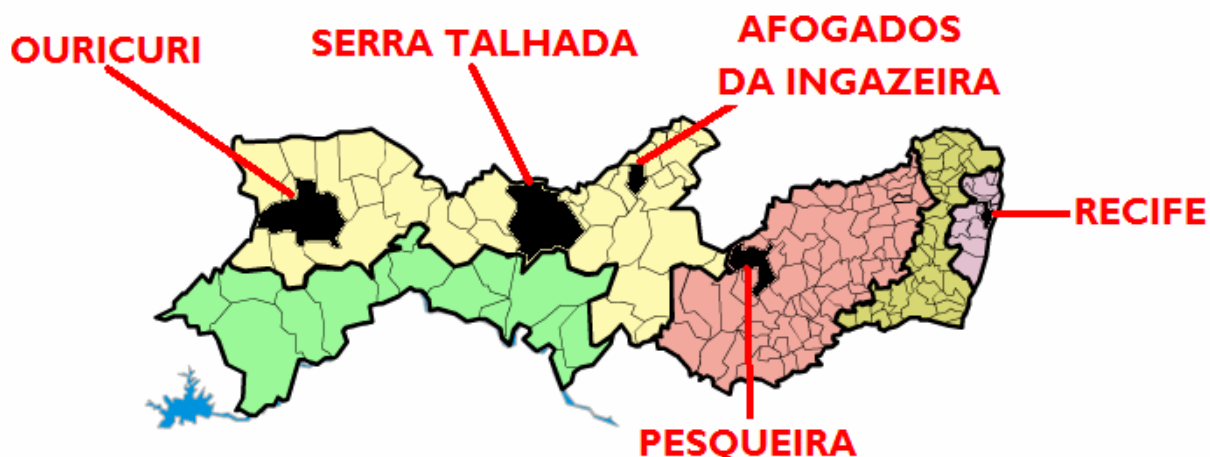 OURICURI
SERRA TALHADA
AFOGADOS
DA INGAZEIRA
RECIFE
PESQUEIRA